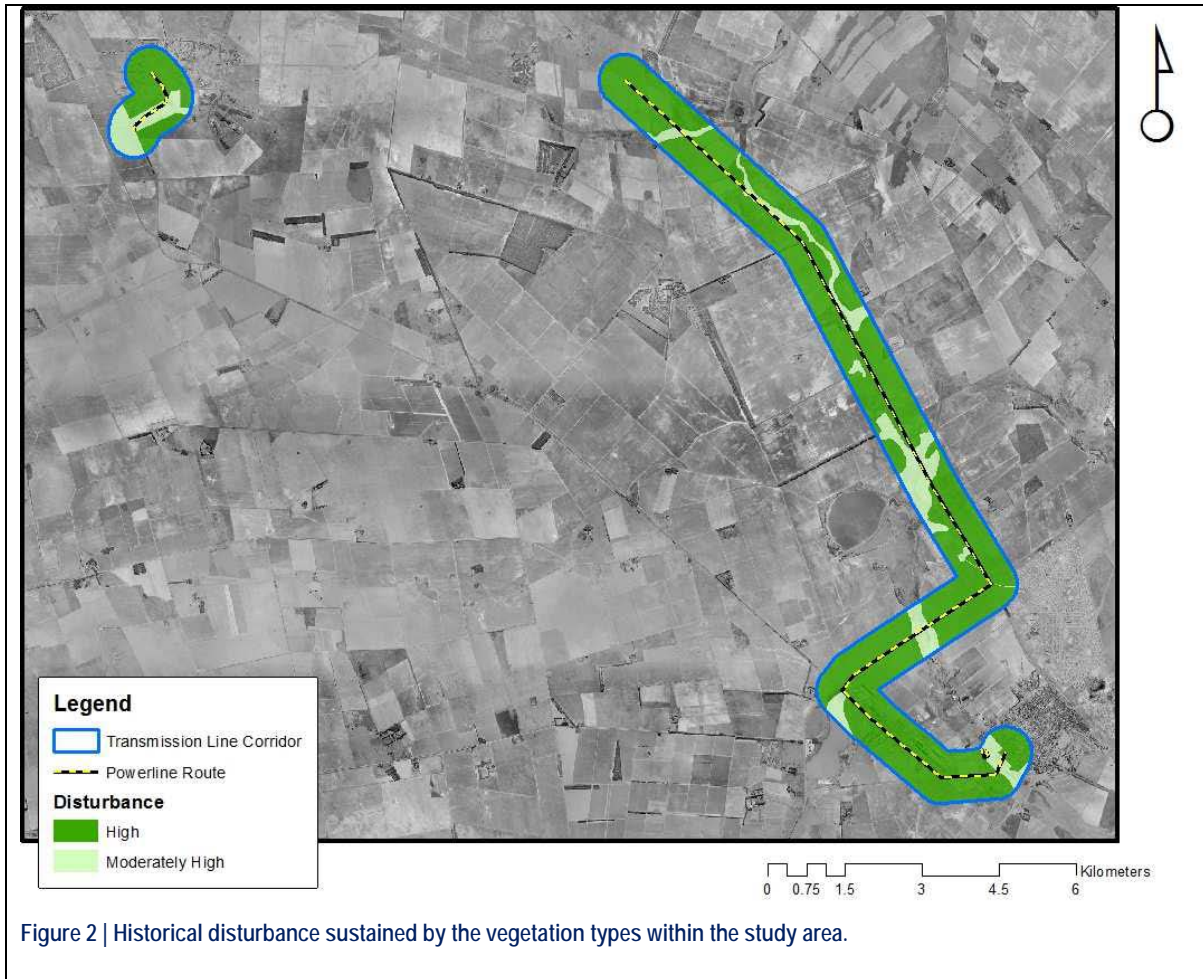 Legend
Transmission Line Corridor
Powerline Route
Disturbance
High
Moderately High
Kilometers
0 0.75 1.5 3 4.5 6
Figure 2 | Historical disturbance sustained by the vegetation types within the study area.